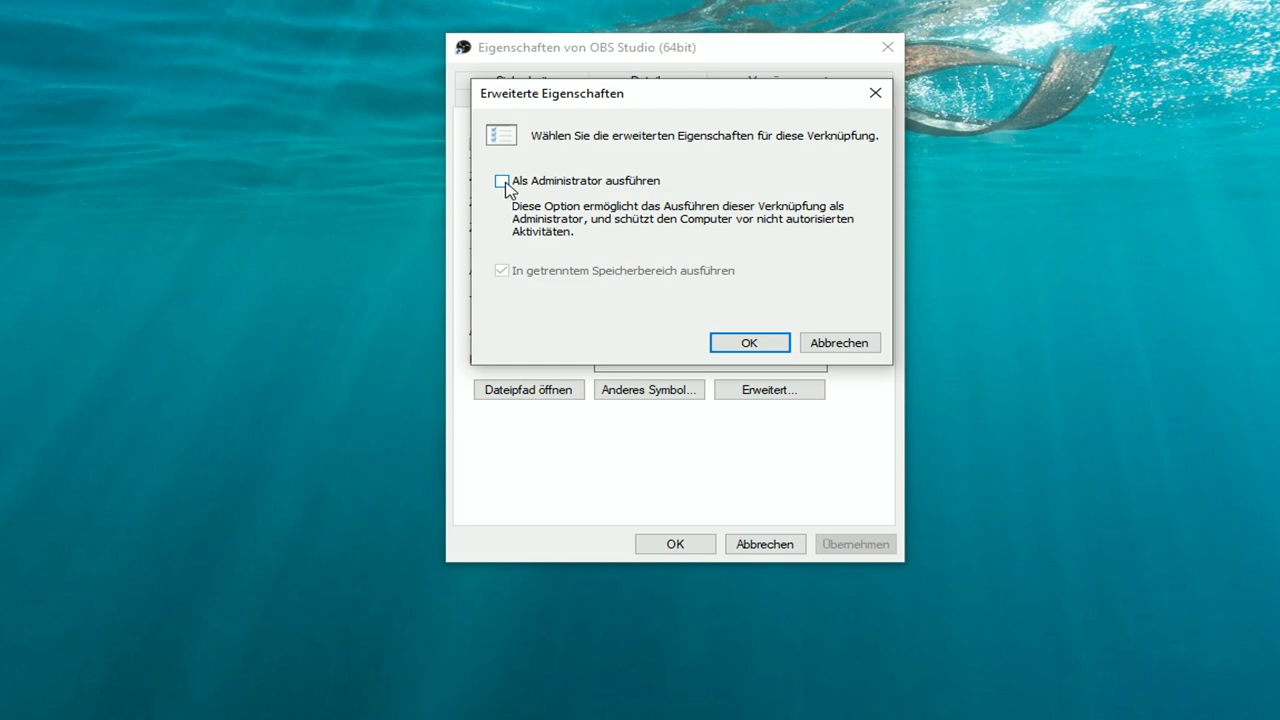 Eigenschaften von OBS Studio (64bit)
Erweiterte Eigenschaften
Wählen Sie die erweiterten Eigenschaften für diese Verknüpfung.
Als Administrator ausführen
Diese Option ermöglicht das Ausführen dieser Verknüpfung als
Administrator, und schützt den Computer vor nicht autorisierten
Aktivitäten.
In getrenntem Speicherbereich ausführen
OK Abbrechen
Dateipfad öffnen Anderes Symbol... Erweitert...
OK Abbrechen Übernehmen